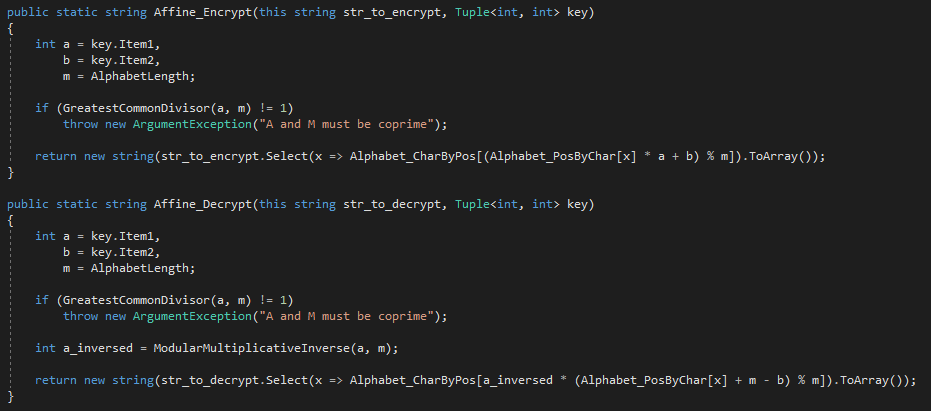 public static string Affine_Encrypt(this string str_to_encrypt, Tuple<int, int> key)
{
    int a = key.Item1,
        b = key.Item2,
        m = AlphabetLength;

    if (GreatestCommonDivisor(a, m) != 1)
        throw new ArgumentException("A and M must be coprime");

    return new string(str_to_encrypt.Select(x => Alphabet_CharByPos[(Alphabet_PosByChar[x] * a + b) % m]).ToArray());
}

public static string Affine_Decrypt(this string str_to_decrypt, Tuple<int, int> key)
{
    int a = key.Item1,
        b = key.Item2,
        m = AlphabetLength;

    if (GreatestCommonDivisor(a, m) != 1)
        throw new ArgumentException("A and M must be coprime");

    int a_inversed = ModularMultiplicativeInverse(a, m);

    return new string(str_to_decrypt.Select(x => Alphabet_CharByPos[a_inversed * (Alphabet_PosByChar[x] + m - b) % m]).ToArray());
}